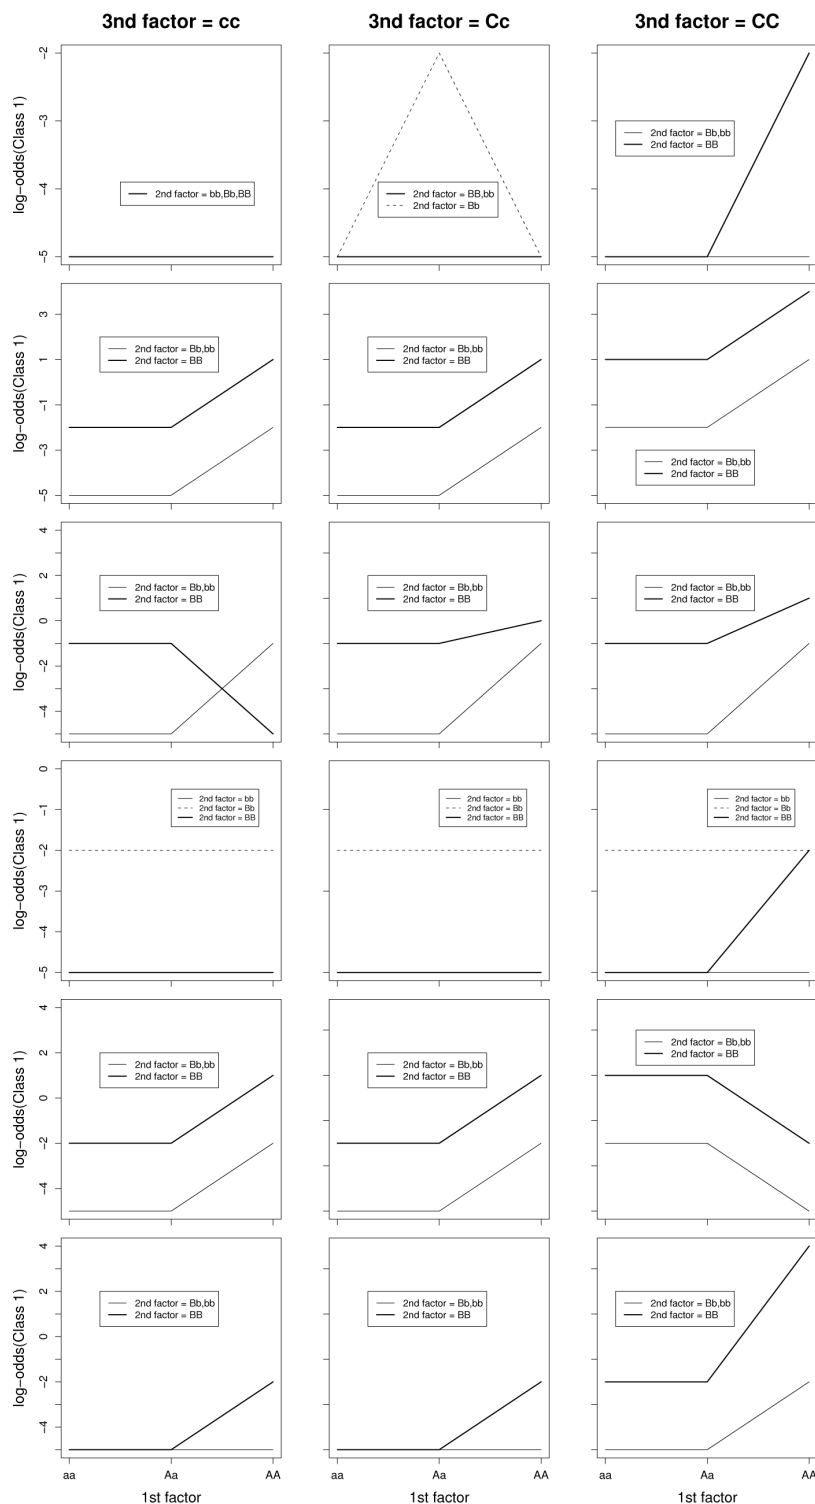 3nd factor = cc
3nd factor = Cc
3nd factor = CC
log−odds(Class 1)
−2
−3
−4
−5
2nd factor = bb,Bb,BB
2nd factor = BB,bb
2nd factor = Bb
2nd factor = Bb,bb
2nd factor = BB
log−odds(Class 1)
3
1
−1
−3
−5
2nd factor = Bb,bb
2nd factor = BB
2nd factor = Bb,bb
2nd factor = BB
2nd factor = Bb,bb
2nd factor = BB
log−odds(Class 1)
4
2
0
−2
−4
2nd factor = Bb,bb
2nd factor = BB
2nd factor = Bb,bb
2nd factor = BB
2nd factor = Bb,bb
2nd factor = BB
log−odds(Class 1)
0
−1
−2
−3
−4
−5
2nd factor = bb
2nd factor = Bb
2nd factor = BB
2nd factor = bb
2nd factor = Bb
2nd factor = BB
2nd factor = bb
2nd factor = Bb
2nd factor = BB
log−odds(Class 1)
4
2
0
−2
−4
2nd factor = Bb,bb
2nd factor = BB
2nd factor = Bb,bb
2nd factor = BB
2nd factor = Bb,bb
2nd factor = BB
log−odds(Class 1)
4
2
0
−2
−4
2nd factor = Bb,bb
2nd factor = BB
2nd factor = Bb,bb
2nd factor = BB
2nd factor = Bb,bb
2nd factor = BB
aa Aa AA
aa Aa AA
aa Aa AA
1st factor
1st factor
1st factor